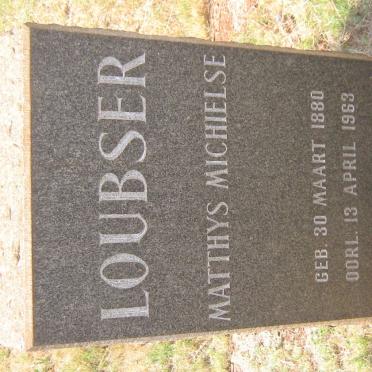 LOUBSER
MATTHYS MICHIELSE
GEB. 30 MAART 1880
OORL. 13 APRIL 1963